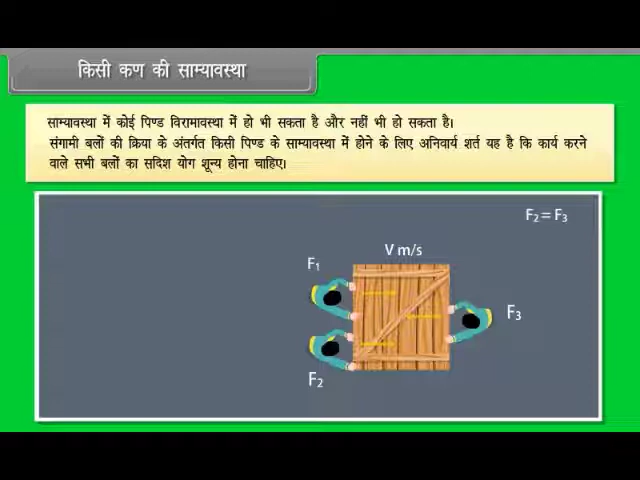 किसी कण की साम्यावस्था
साम्यावस्था में कोई पिण्ड विरामावस्था में हो भी सकता है और नहीं भी हो सकता है।
संगामी बलों की क्रिया के अंतर्गत किसी पिण्ड के साम्यावस्था में होने के लिए अनिवार्य शर्त यह है कि कार्य करने
वाले सभी बलों का सदिश योग शून्य होना चाहिए।
F₂ = F₃
V m/s
F₁
F₃
F₂